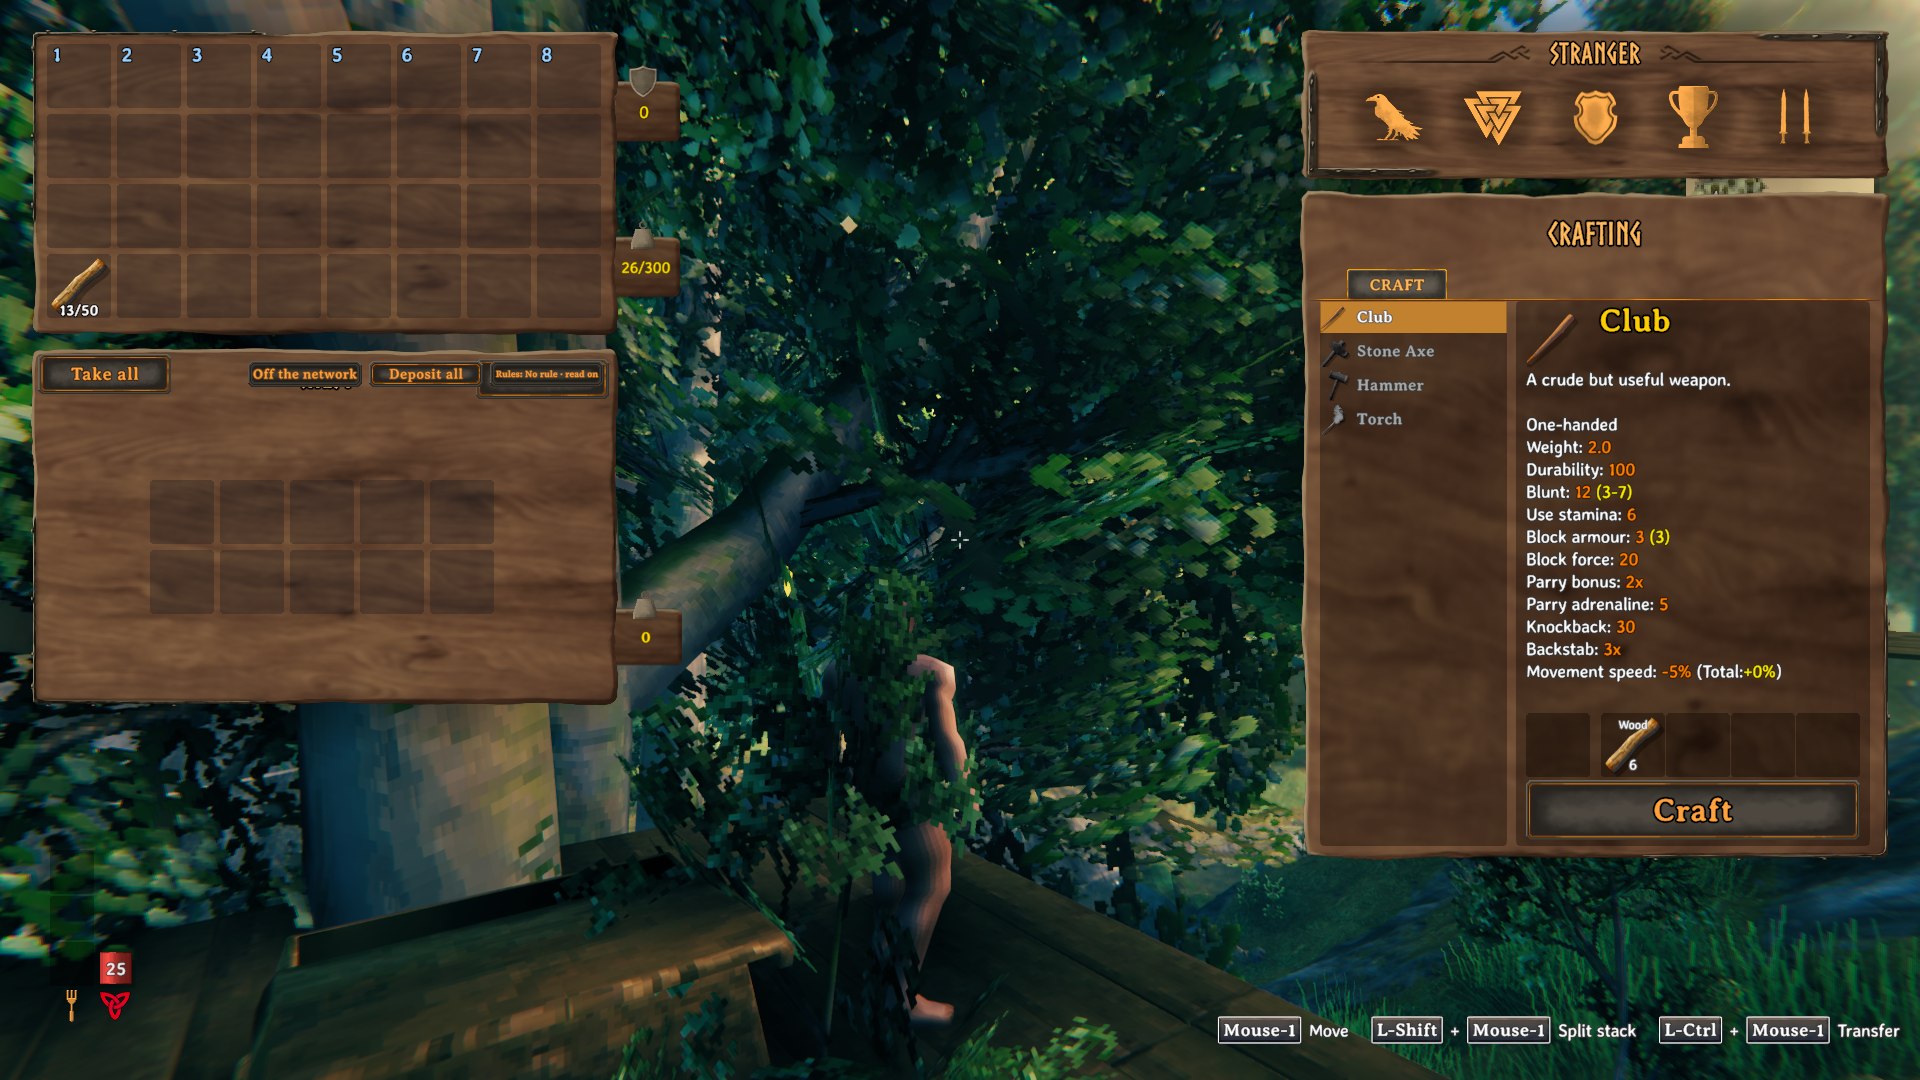 1 2 3 4 5 6 7 8
0
26/300
13/50
Take all
Off the network
Deposit all
Rules: No rule - read on
0
25
STRANGER
CRAFTING
CRAFT
Club
Stone Axe
Hammer
Torch
Club
A crude but useful weapon.
One-handed
Weight: 2.0
Durability: 100
Blunt: 12 (3-7)
Use stamina: 6
Block armour: 3 (3)
Block force: 20
Parry bonus: 2x
Parry adrenaline: 5
Knockback: 30
Backstab: 3x
Movement speed: -5% (Total:+0%)
Wood
6
Craft
Mouse-1 Move L-Shift + Mouse-1 Split stack L-Ctrl + Mouse-1 Transfer